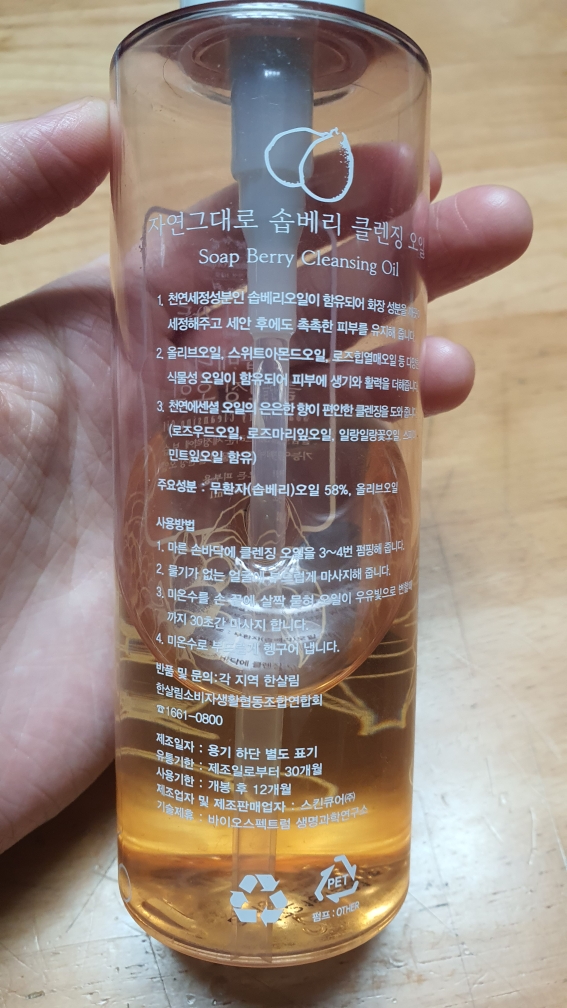 자연그대로 솝베리 클렌징 오일
Soap Berry Cleansing Oil
1. 천연세정성분인 솝베리오일이 함유되어 화장 성분을
세정해주고 세안 후에도 촉촉한 피부를 유지해 줍니다.
2. 올리브오일, 스위트아몬드오일, 로즈힙열매오일 등
식물성 오일이 함유되어 피부에 생기와 활력을 더해줍니다.
3. 천연에센셜 오일의 은은한 향이 편안한 클렌징을 도와줍니다.
(로즈우드오일, 로즈마리잎오일, 일랑일랑꽃오일,
민트잎오일 함유)
주요성분 : 무환자(솝베리)오일 58%, 올리브오일
사용방법
1. 마른 손바닥에 클렌징 오일을 3~4번 펌핑해 줍니다.
2. 물기가 없는 얼굴에 부드럽게 마사지해 줍니다.
3. 미온수를 손 끝에 살짝 묻혀 오일이 우유빛으로
까지 30초간 마사지 합니다.
4. 미온수로 헹구어 냅니다.
반품 및 문의:각 지역 한살림
한살림소비자생활협동조합연합회
☎1661-0800
제조일자 : 용기 하단 별도 표기
유통기한 : 제조일로부터 30개월
사용기한 : 개봉 후 12개월
제조업자 및 제조판매업자 : 스킨큐어㈜
기술제휴 : 바이오스펙트럼 생명과학연구소
PET
펌프 : OTHER